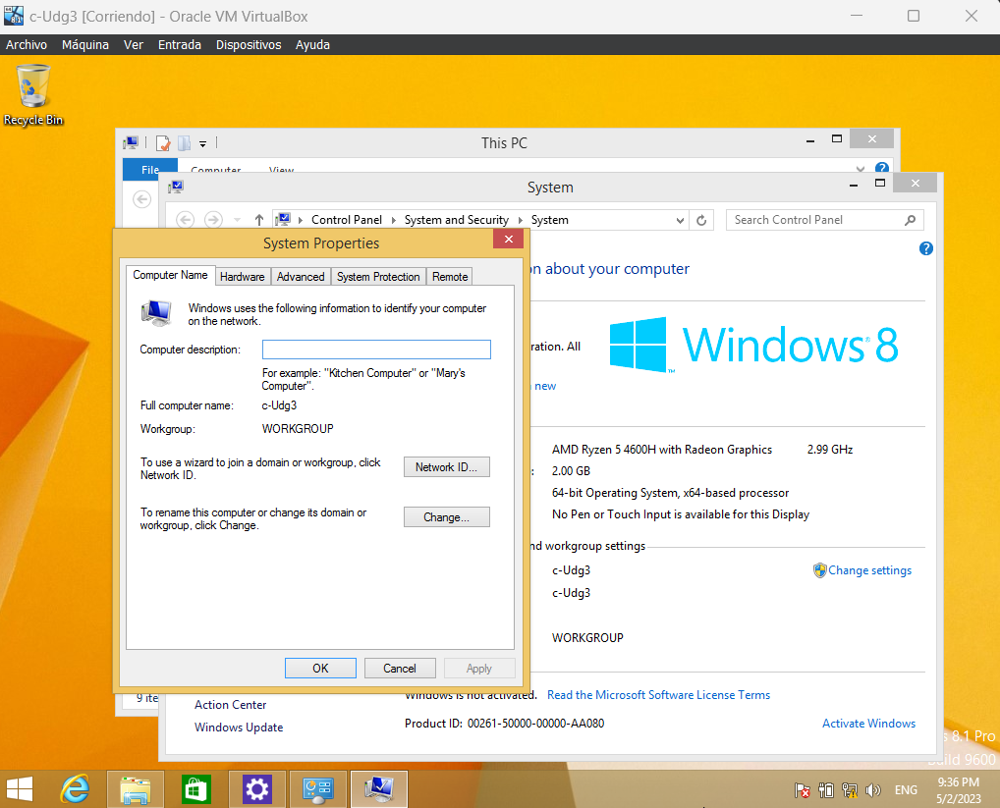 c-Udg3 [Corriendo] - Oracle VM VirtualBox
Archivo Máquina Ver Entrada Dispositivos Ayuda
Recycle Bin
This PC
File Computer View
System
Control Panel System and Security System
Search Control Panel
System Properties
on about your computer
Computer Name Hardware Advanced System Protection Remote
Windows uses the following information to identify your computer
on the network.
Computer description:
For example: "Kitchen Computer" or "Mary's
Computer".
Full computer name: c-Udg3
Workgroup: WORKGROUP
To use a wizard to join a domain or workgroup, click
Network ID.
Network ID...
To rename this computer or change its domain or
workgroup, click Change.
Change...
OK Cancel Apply
ration. All
Windows 8
new
AMD Ryzen 5 4600H with Radeon Graphics 2.99 GHz
2.00 GB
64-bit Operating System, x64-based processor
No Pen or Touch Input is available for this Display
nd workgroup settings
c-Udg3
Change settings
c-Udg3
WORKGROUP
9 ite
Windows is not activated. Read the Microsoft Software License Terms
Action Center
Product ID: 00261-50000-00000-AA080
Windows Update
Activate Windows
s 8.1 Pro
Build 9600
ENG
9:36 PM
5/2/2023